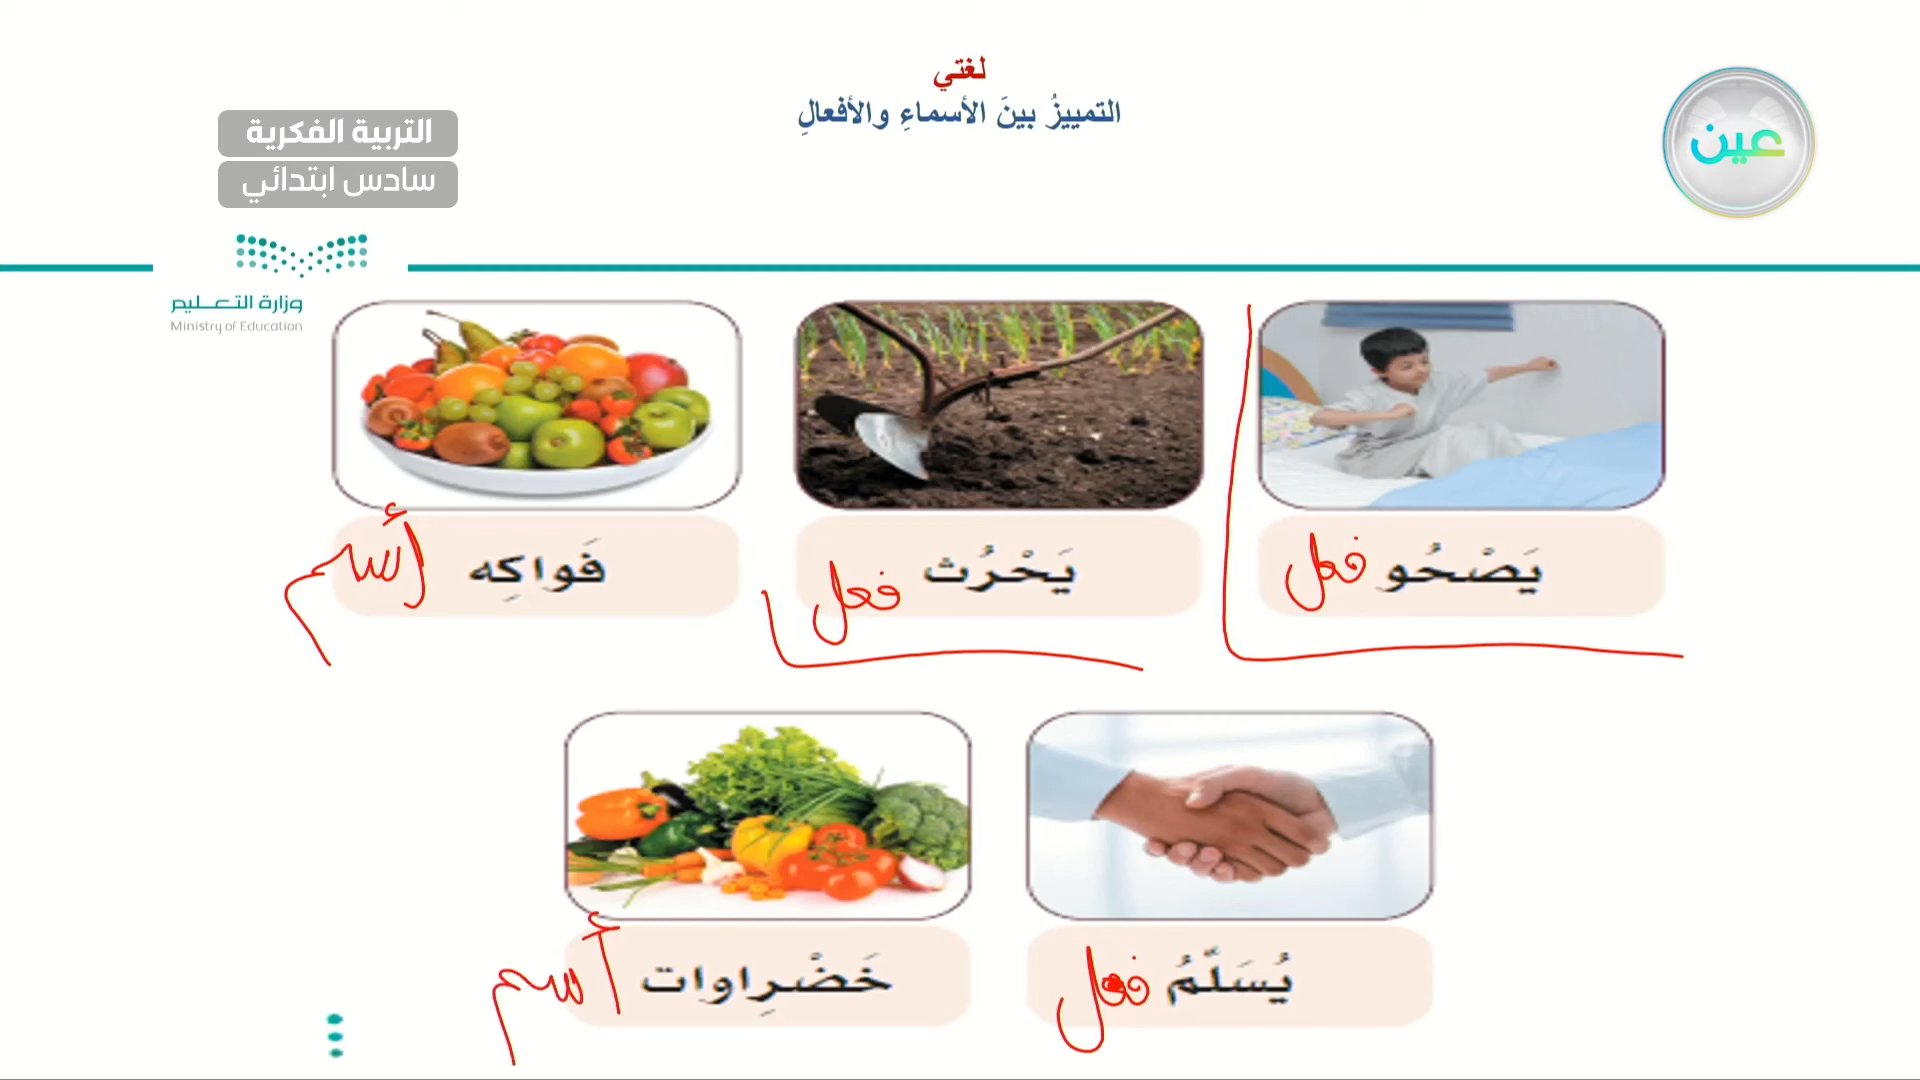 لغتي
التمييزُ بينَ الأسماءِ والأفعالِ
عين
التربية الفكرية
سادس ابتدائي
وزارة التعليم
Ministry of Education
يَصْحُو فعل
يَحْرُث فعل
فَواكِه أسم
يُسَلَّمُ فعل
خَضْرِاوات أسم